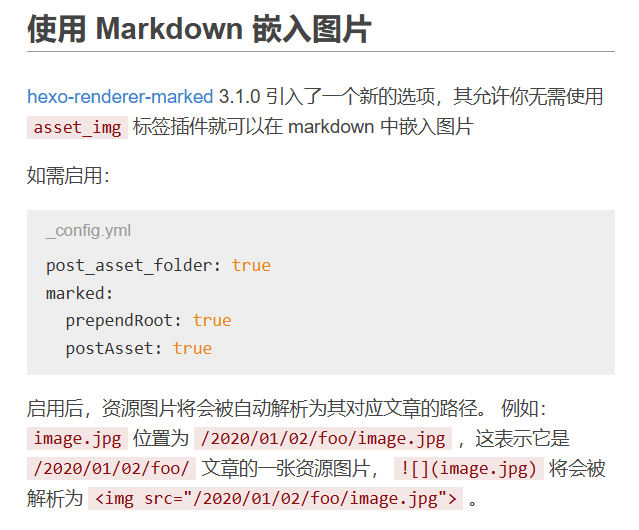 使用 Markdown 嵌入图片
hexo-renderer-marked 3.1.0 引入了一个新的选项，其允许你无需使用
asset_img 标签插件就可以在 markdown 中嵌入图片
如需启用：
_config.yml
post_asset_folder: true
marked:
  prependRoot: true
  postAsset: true
启用后，资源图片将会被自动解析为其对应文章的路径。 例如：
image.jpg 位置为 /2020/01/02/foo/image.jpg ，这表示它是
/2020/01/02/foo/ 文章的一张资源图片， ![](image.jpg) 将会被
解析为 <img src="/2020/01/02/foo/image.jpg"> 。